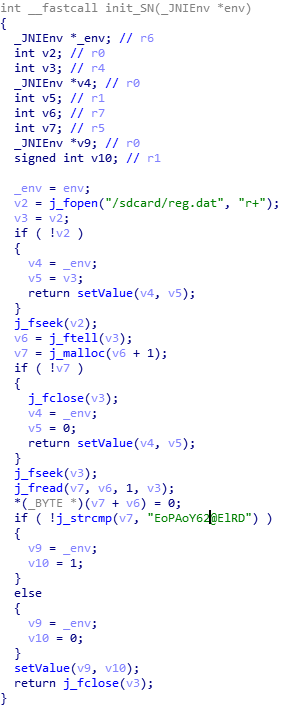 int __fastcall init_SN(_JNIEnv *env)
{
  _JNIEnv *_env; // r6
  int v2; // r0
  int v3; // r4
  _JNIEnv *v4; // r0
  int v5; // r1
  int v6; // r7
  int v7; // r5
  _JNIEnv *v9; // r0
  signed int v10; // r1

  _env = env;
  v2 = j_fopen("/sdcard/reg.dat", "r+");
  v3 = v2;
  if ( !v2 )
  {
    v4 = _env;
    v5 = v3;
    return setValue(v4, v5);
  }
  j_fseek(v2);
  v6 = j_ftell(v3);
  v7 = j_malloc(v6 + 1);
  if ( !v7 )
  {
    j_fclose(v3);
    v4 = _env;
    v5 = 0;
    return setValue(v4, v5);
  }
  j_fseek(v3);
  j_fread(v7, v6, 1, v3);
  *(_BYTE *)(v7 + v6) = 0;
  if ( !j_strcmp(v7, "EoPAoY62@ElRD") )
  {
    v9 = _env;
    v10 = 1;
  }
  else
  {
    v9 = _env;
    v10 = 0;
  }
  setValue(v9, v10);
  return j_fclose(v3);
}